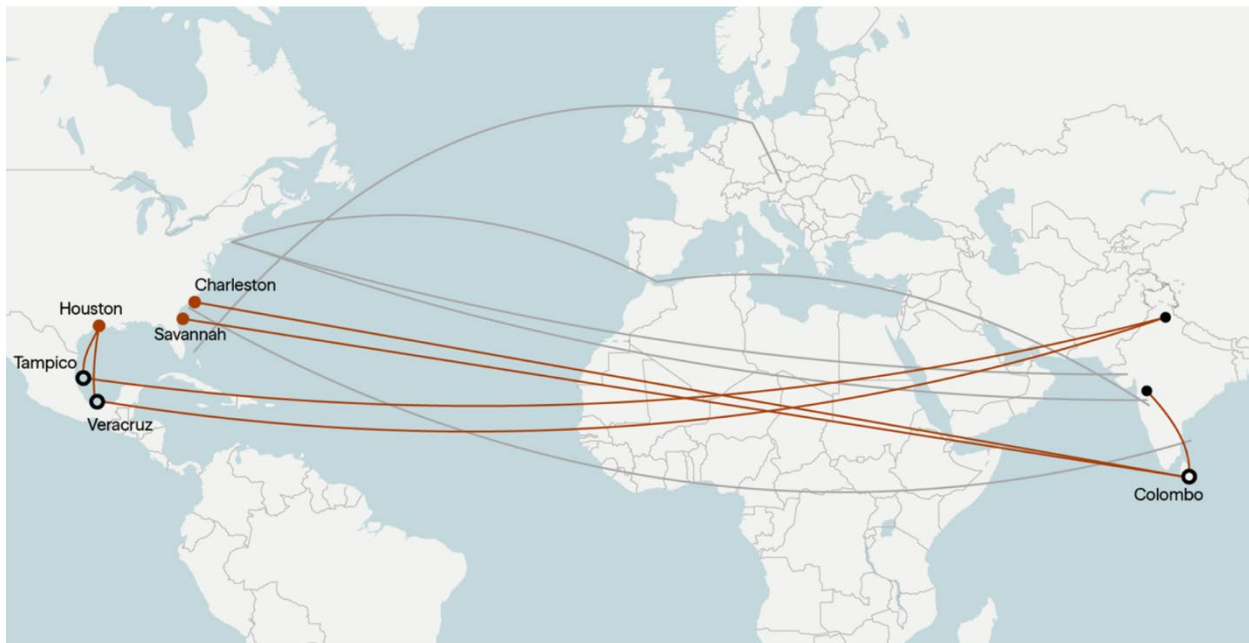 Charleston
Houston
Savannah
Tampico
Veracruz
Colombo